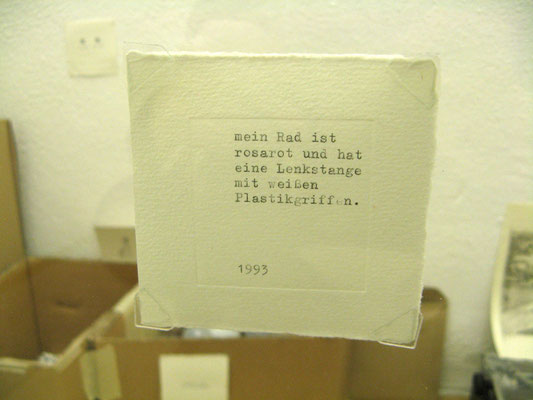 mein Rad ist
rosarot und hat
eine Lenkstange
mit weißen
Plastikgriffen.
1993